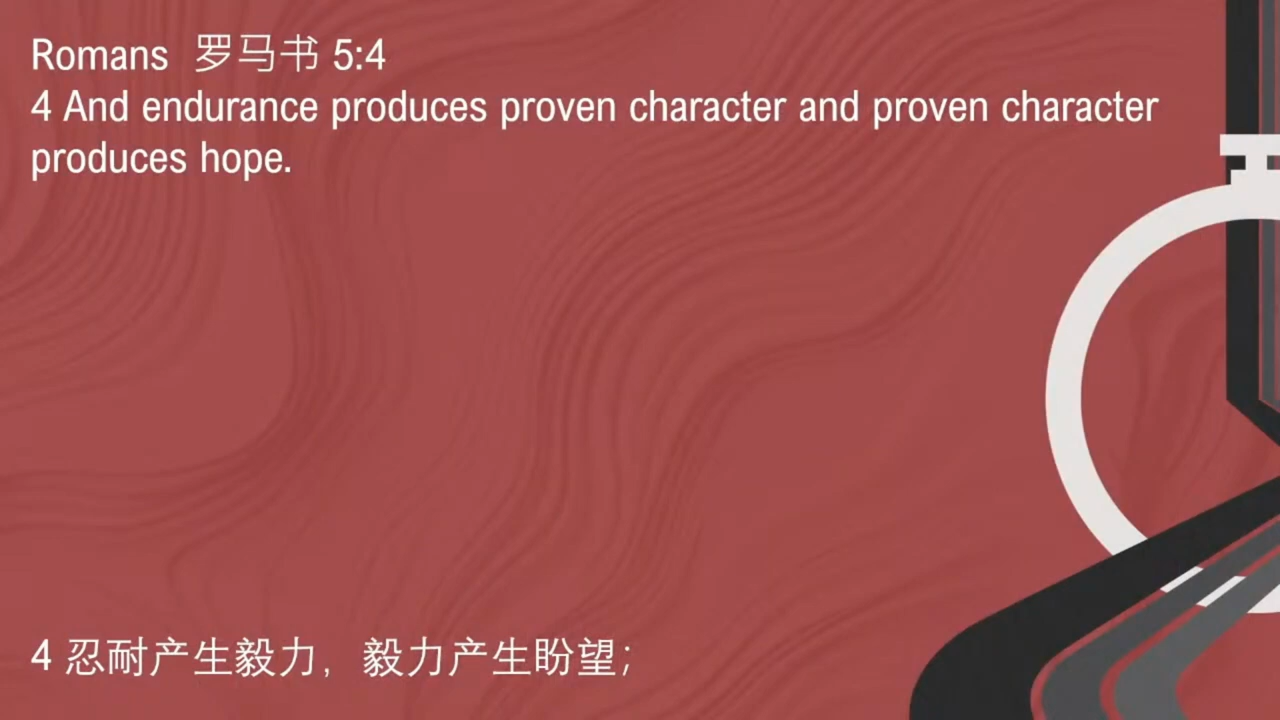 Romans 罗马书 5:4
4 And endurance produces proven character and proven character
produces hope.
4 忍耐产生毅力，毅力产生盼望；